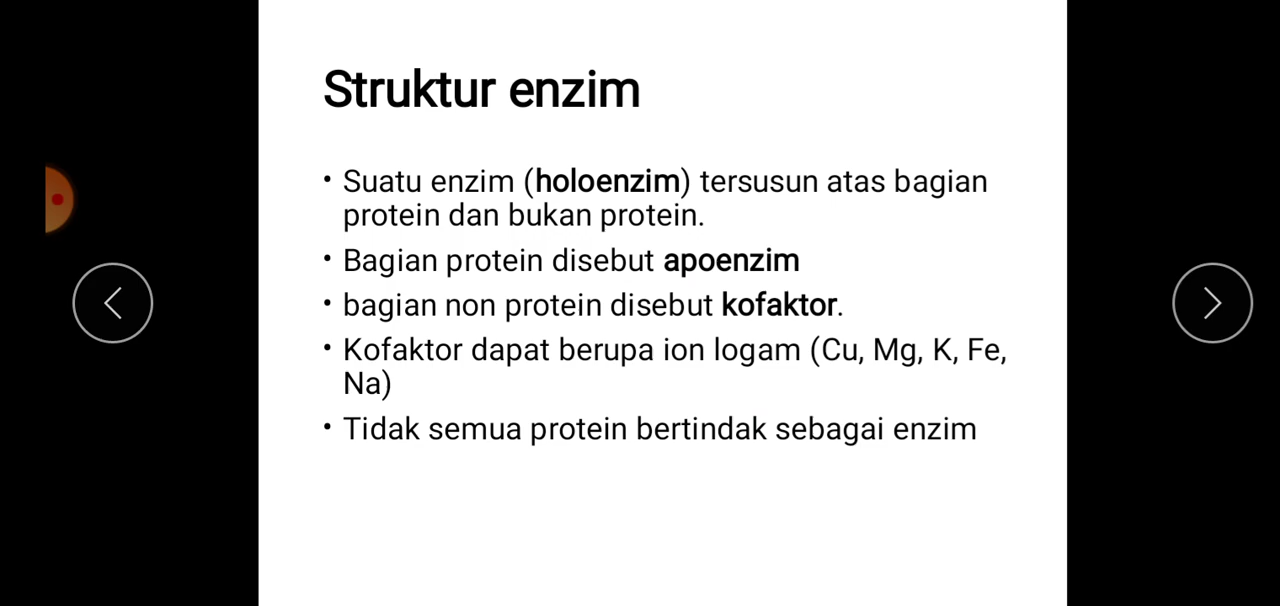 Struktur enzim
• Suatu enzim (holoenzim) tersusun atas bagian
protein dan bukan protein.
• Bagian protein disebut apoenzim
• bagian non protein disebut kofaktor.
• Kofaktor dapat berupa ion logam (Cu, Mg, K, Fe,
Na)
• Tidak semua protein bertindak sebagai enzim